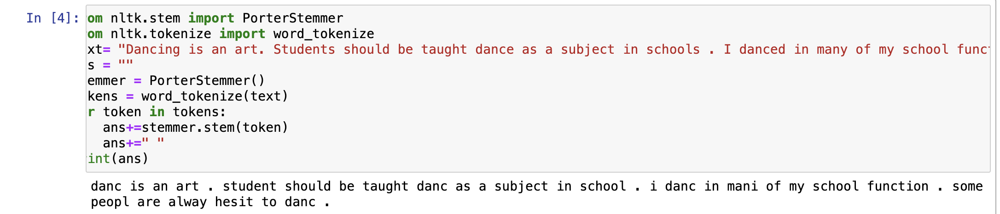 In [4]:
om nltk.stem import PorterStemmer
om nltk.tokenize import word_tokenize
xt= "Dancing is an art. Students should be taught dance as a subject in schools . I danced in many of my school func
s = ""
emmer = PorterStemmer()
kens = word_tokenize(text)
r token in tokens:
  ans+=stemmer.stem(token)
  ans+=" "
int(ans)
danc is an art . student should be taught danc as a subject in school . i danc in mani of my school function . some
peopl are alway hesit to danc .